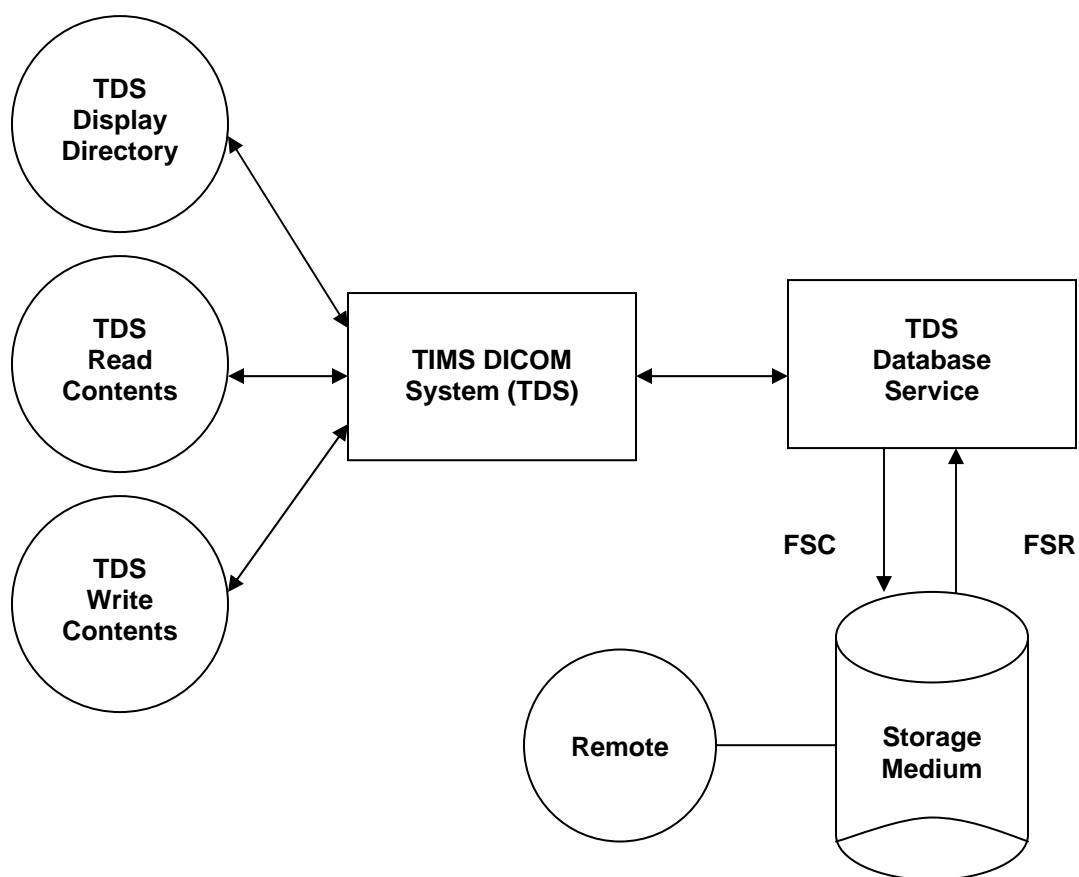 TDS
Display
Directory
TDS
Read
Contents
TIMS DICOM
System (TDS)
TDS
Database
Service
TDS
Write
Contents
FSC
FSR
Remote
Storage
Medium